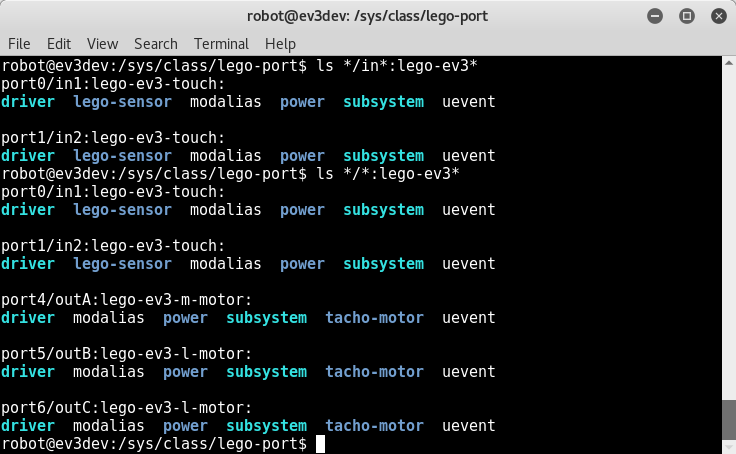 robot@ev3dev: /sys/class/lego-port
File Edit View Search Terminal Help
robot@ev3dev:/sys/class/lego-port$ ls */in*:lego-ev3*
port0/in1:lego-ev3-touch:
driver  lego-sensor  modalias  power  subsystem  uevent

port1/in2:lego-ev3-touch:
driver  lego-sensor  modalias  power  subsystem  uevent
robot@ev3dev:/sys/class/lego-port$ ls */*:lego-ev3*
port0/in1:lego-ev3-touch:
driver  lego-sensor  modalias  power  subsystem  uevent

port1/in2:lego-ev3-touch:
driver  lego-sensor  modalias  power  subsystem  uevent

port4/outA:lego-ev3-m-motor:
driver  modalias  power  subsystem  tacho-motor  uevent

port5/outB:lego-ev3-l-motor:
driver  modalias  power  subsystem  tacho-motor  uevent

port6/outC:lego-ev3-l-motor:
driver  modalias  power  subsystem  tacho-motor  uevent
robot@ev3dev:/sys/class/lego-port$